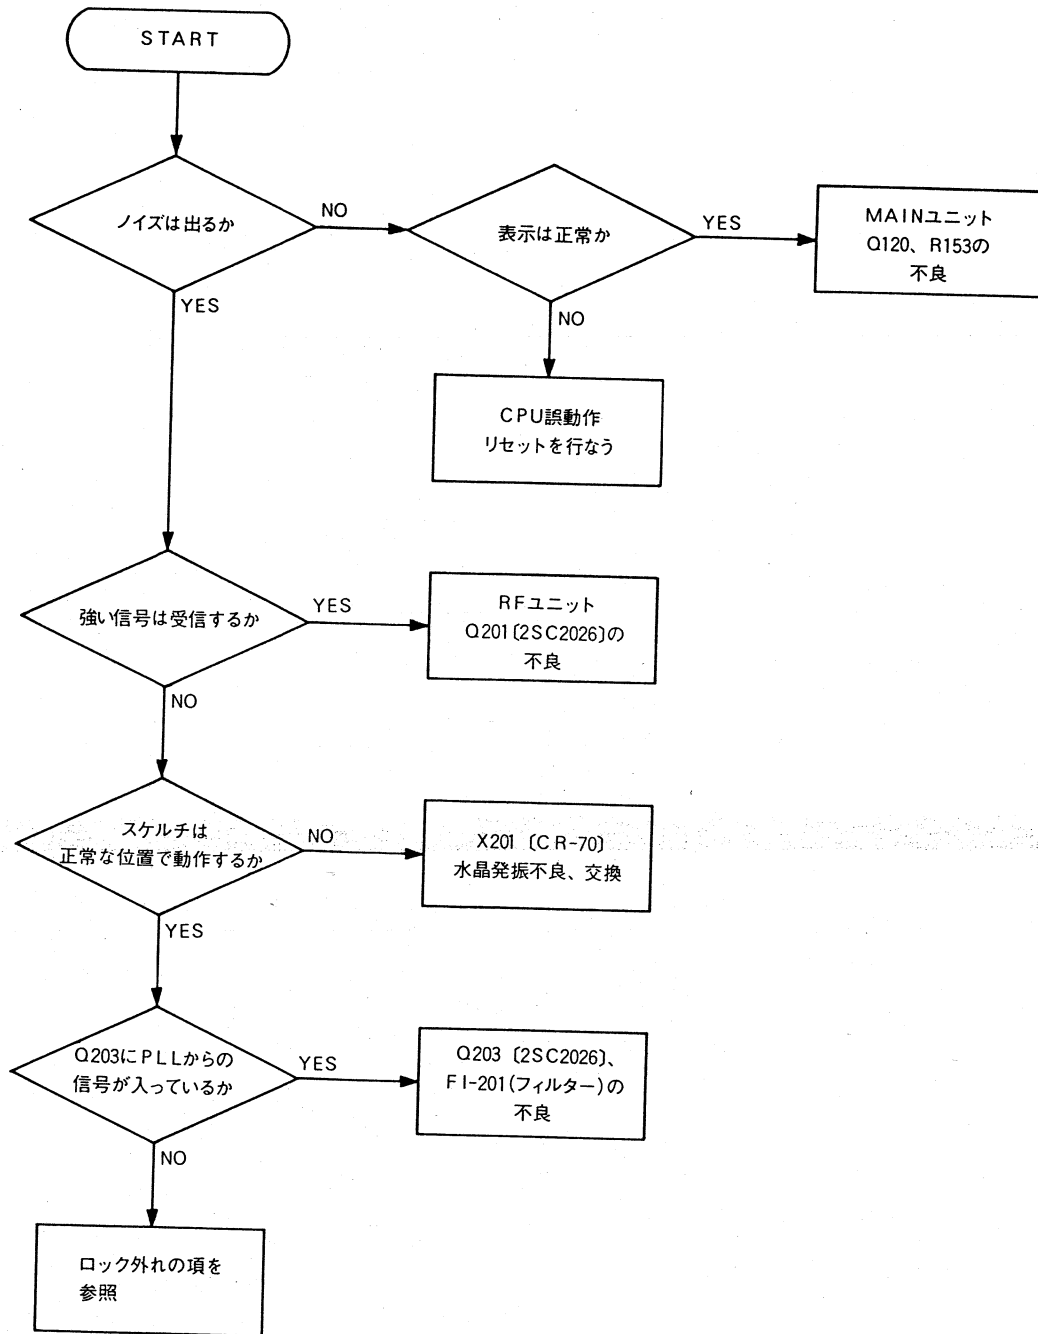 START
ノイズは出るか
NO
表示は正常か
YES
MAINユニット
Q120、R153の
不良
YES
NO
CPU誤動作
リセットを行なう
強い信号は受信するか
YES
RFユニット
Q201〔2SC2026〕の
不良
NO
スケルチは
正常な位置で動作するか
NO
X201〔CR-70〕
水晶発振不良、交換
YES
Q203にPLLからの
信号が入っているか
YES
Q203〔2SC2026〕、
FI-201(フィルター)の
不良
NO
ロック外れの項を
参照